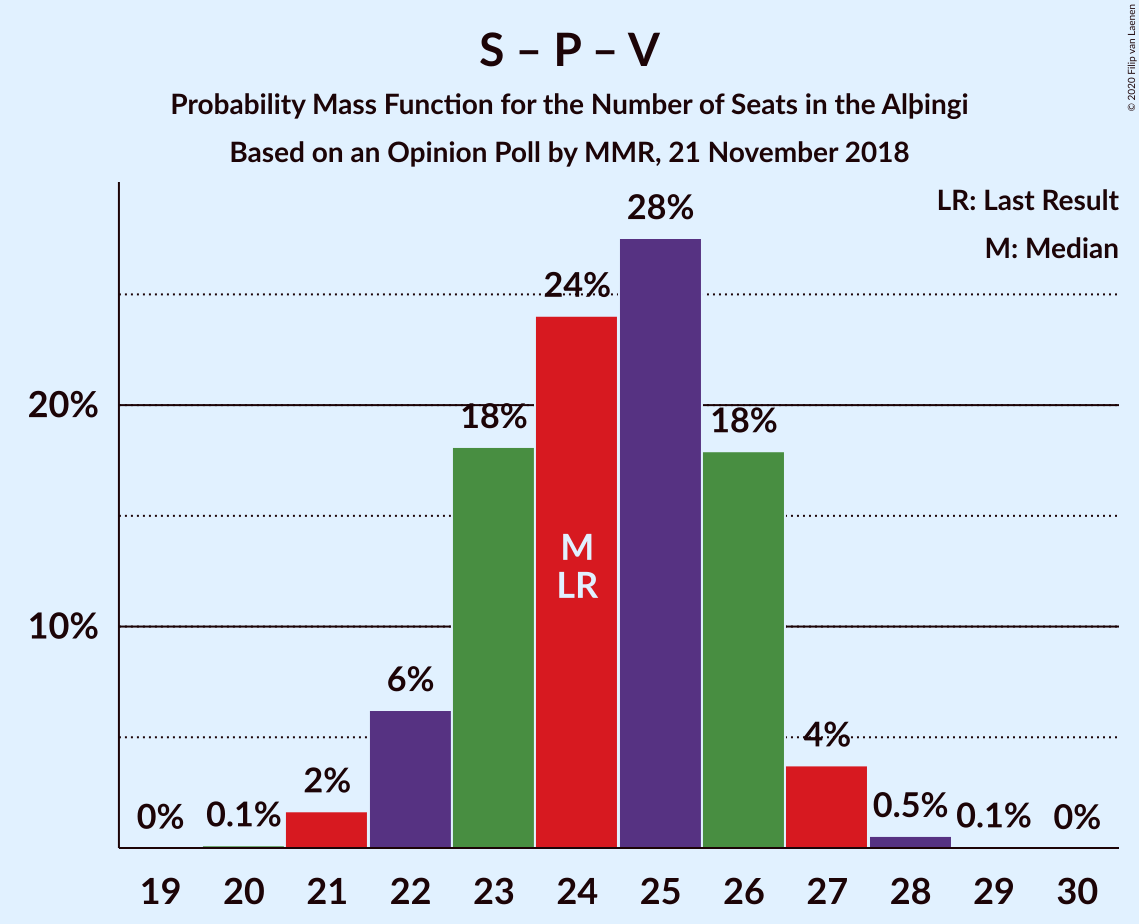 S – P – V
Probability Mass Function for the Number of Seats in the Alþingi
Based on an Opinion Poll by MMR, 21 November 2018
© 2020 Filip van Laenen
LR: Last Result
M: Median
28%
24%
20%
18%
18%
M
LR
10%
6%
4%
2%
0%
0.1%
0.5%
0.1%
0%
19 20 21 22 23 24 25 26 27 28 29 30